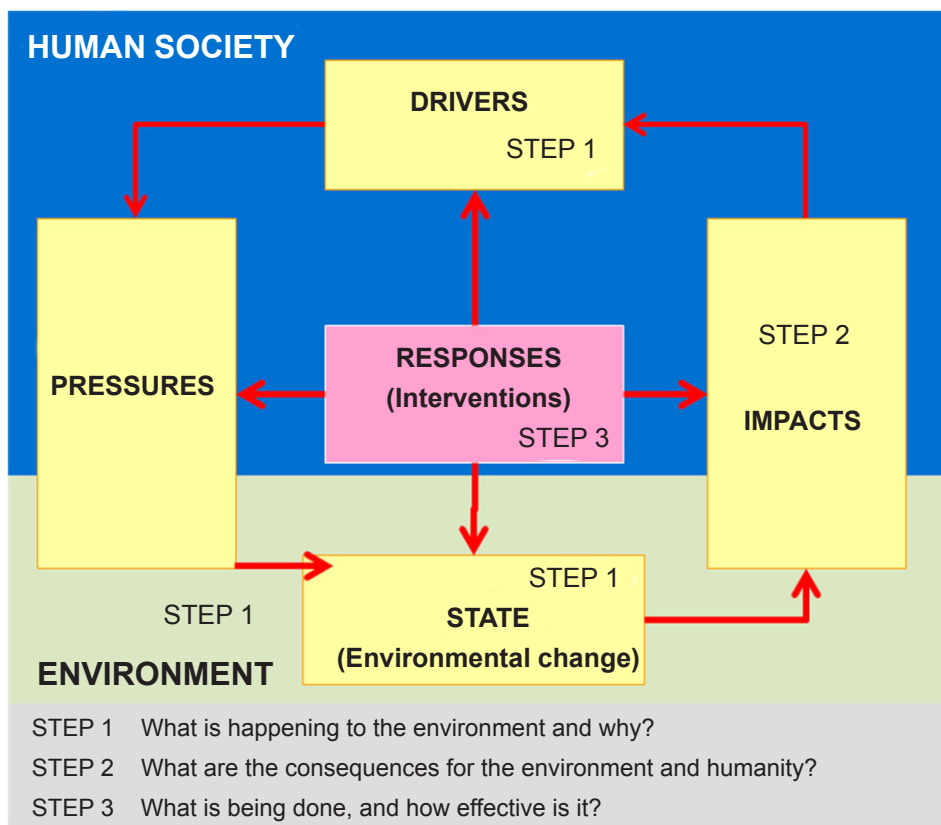 HUMAN SOCIETY
DRIVERS
STEP 1
RESPONSES
(Interventions)
STEP 3
PRESSURES
STEP 2
IMPACTS
STEP 1
STEP 1
STATE
(Environmental change)
ENVIRONMENT
STEP 1 What is happening to the environment and why?
STEP 2 What are the consequences for the environment and humanity?
STEP 3 What is being done, and how effective is it?